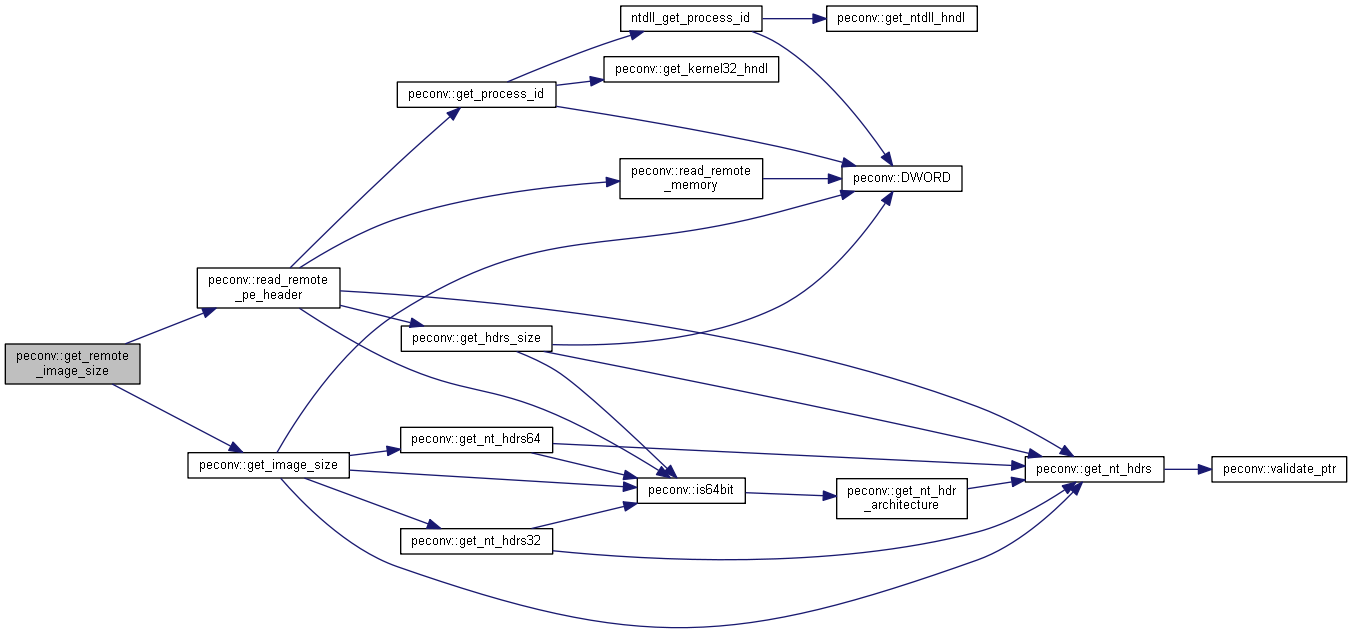 ntdll_get_process_id
peconv::get_ntdll_hndl
peconv::get_kernel32_hndl
peconv::get_process_id
peconv::read_remote
_memory
peconv::DWORD
peconv::read_remote
_pe_header
peconv::get_hdrs_size
peconv::get_remote
_image_size
peconv::get_nt_hdrs64
peconv::get_image_size
peconv::get_nt_hdrs
peconv::validate_ptr
peconv::is64bit
peconv::get_nt_hdr
_architecture
peconv::get_nt_hdrs32